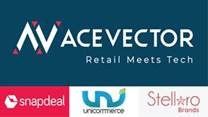 ACEVECTOR
Retail Meets Tech
snapdeal
unicommerce
Stellaro
Brands